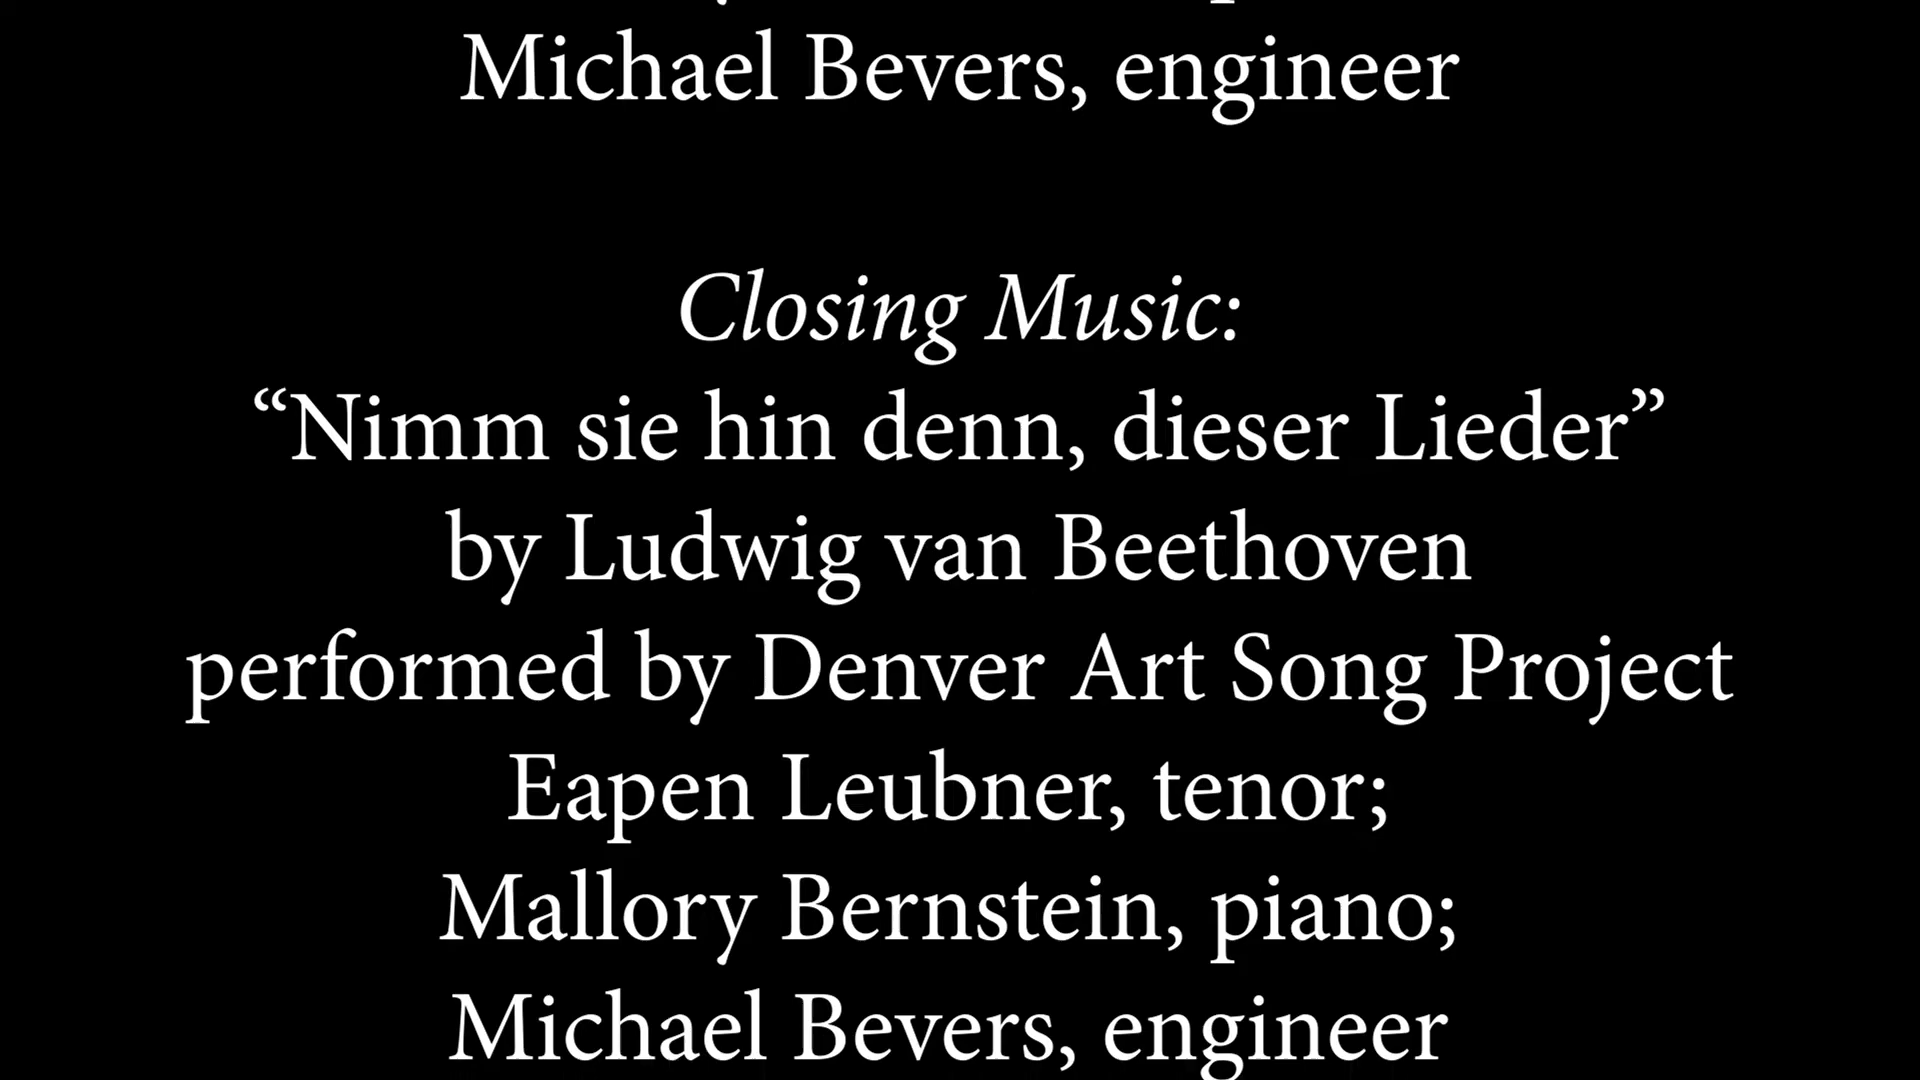 Michael Bevers, engineer
Closing Music:
“Nimm sie hin denn, dieser Lieder”
by Ludwig van Beethoven
performed by Denver Art Song Project
Eapen Leubner, tenor;
Mallory Bernstein, piano;
Michael Bevers, engineer